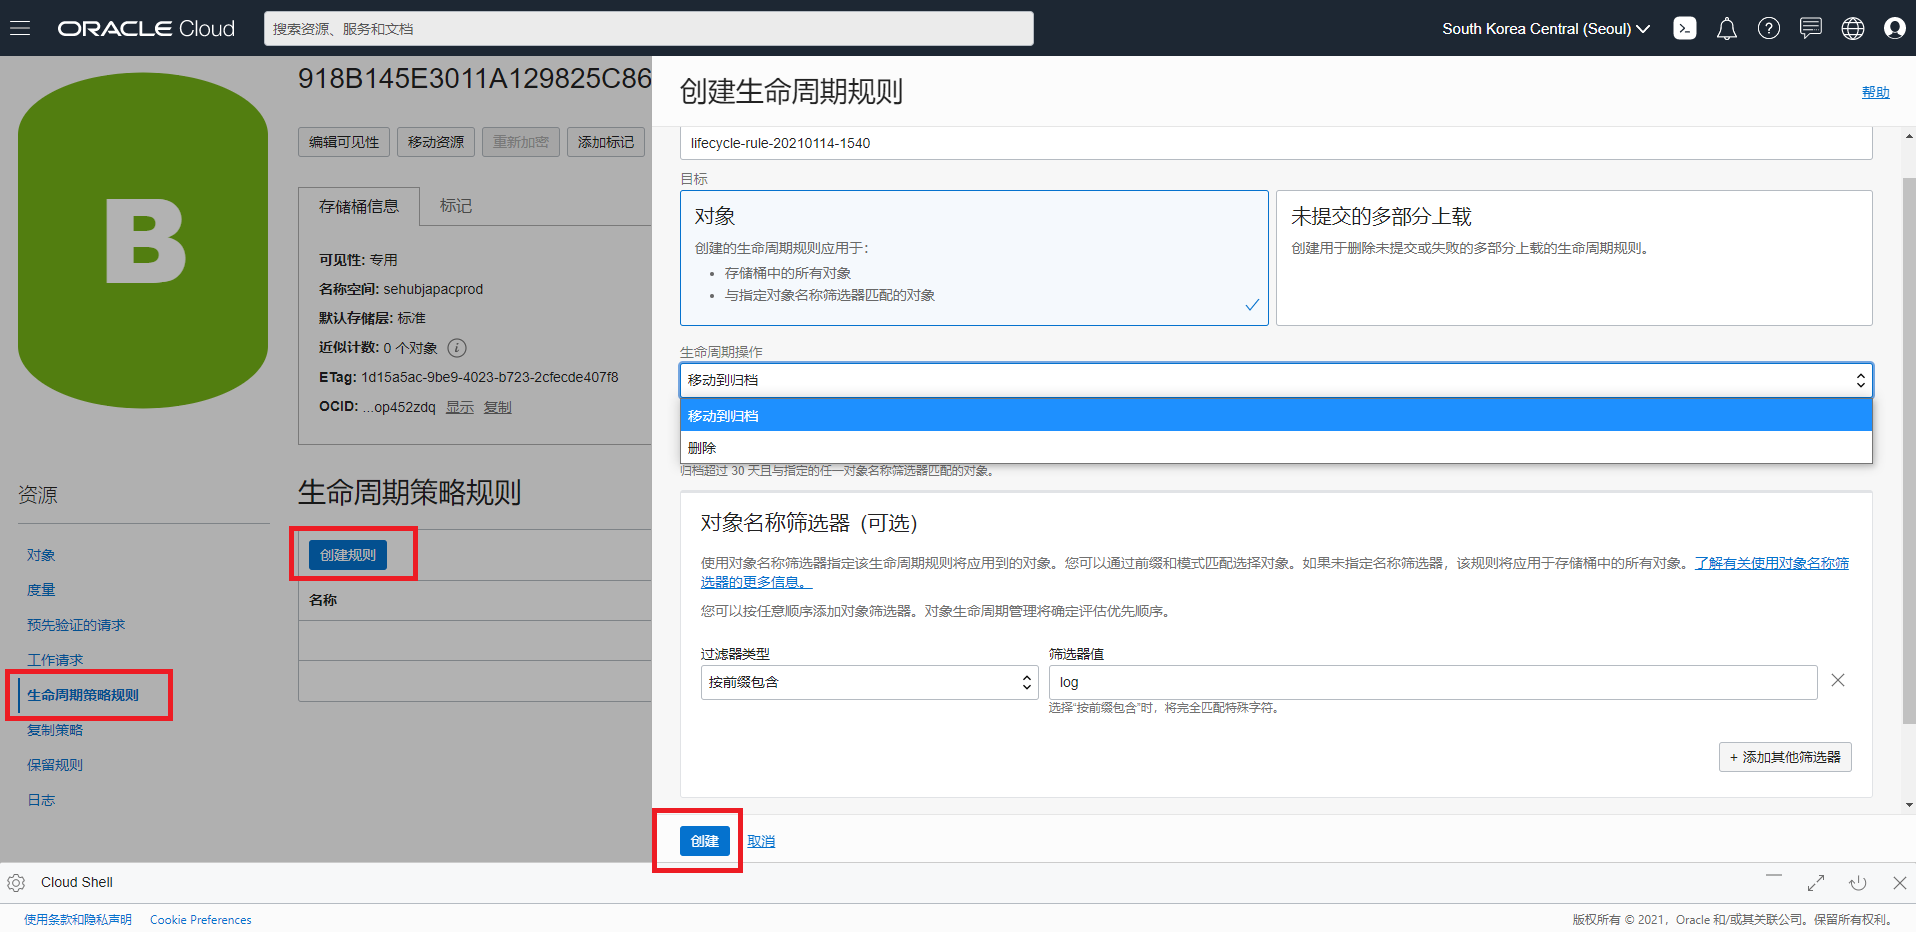 ORACLE Cloud
搜索资源、服务和文档
South Korea Central (Seoul)
B
918B145E3011A129825C86
编辑可见性
移动资源
重新加密
添加标记
存储桶信息
标记
可见性: 专用
名称空间: sehubjapacprod
默认存储层: 标准
近似计数: 0 个对象
ETag: 1d15a5ac-9be9-4023-b723-2cfecde407f8
OCID: ...op452zdq 显示 复制
资源
对象
度量
预先验证的请求
工作请求
生命周期策略规则
复制策略
保留规则
日志
生命周期策略规则
创建规则
名称
创建生命周期规则
帮助
lifecycle-rule-20210114-1540
目标
对象
创建的生命周期规则应用于:
• 存储桶中的所有对象
• 与指定对象名称筛选器匹配的对象
未提交的多部分上载
创建用于删除未提交或失败的多部分上载的生命周期规则。
生命周期操作
移动到归档
移动到归档
删除
归档超过 30 天且与指定的任一对象名称筛选器匹配的对象。
对象名称筛选器 (可选)
使用对象名称筛选器指定该生命周期规则将应用到的对象。您可以通过前缀和模式匹配选择对象。如果未指定名称筛选器，该规则将应用于存储桶中的所有对象。了解有关使用对象名称筛
选器的更多信息。
您可以按任意顺序添加对象筛选器。对象生命周期管理将确定评估优先顺序。
过滤器类型
筛选器值
按前缀包含
log
选择“按前缀包含”时，将完全匹配特殊字符。
+ 添加其他筛选器
创建
取消
Cloud Shell
使用条款和隐私声明
Cookie Preferences
版权所有 © 2021，Oracle 和/或其关联公司。保留所有权利。